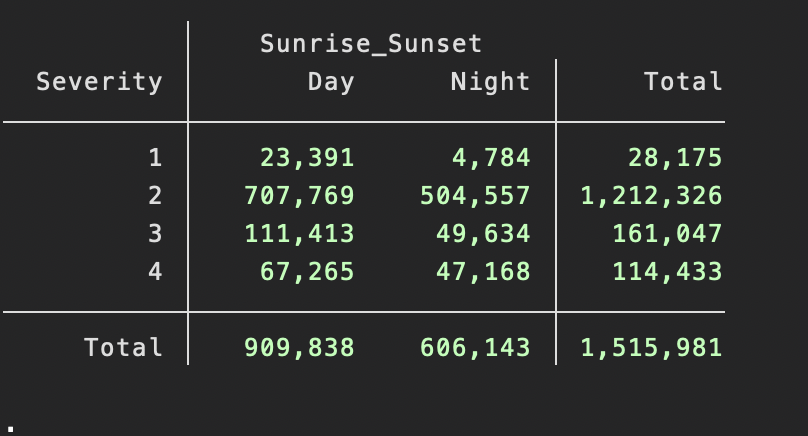 Sunrise_Sunset
Severity Day Night Total
1 23,391 4,784 28,175
2 707,769 504,557 1,212,326
3 111,413 49,634 161,047
4 67,265 47,168 114,433
Total 909,838 606,143 1,515,981
.